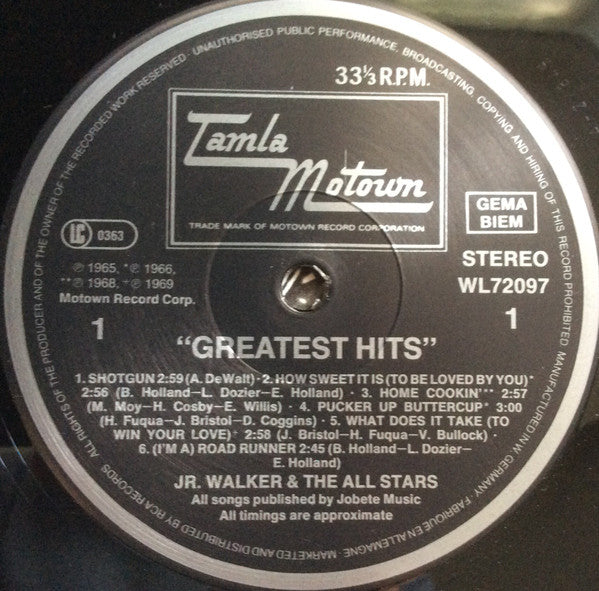 ALL RIGHTS OF THE PRODUCER AND OF THE OWNER OF THE RECORDED WORK RESERVED · UNAUTHORISED PUBLIC PERFORMANCE, BROADCASTING, COPYING AND HIRING OF THIS RECORD PROHIBITED. MANUFACTURED IN W. GERMANY · FABRIQUE EN ALLEMAGNE · MARKETED AND DISTRIBUTED BY RCA RECORDS.
33⅓ R.P.M.
Tamla
Motown
TRADE MARK OF MOTOWN RECORD CORPORATION
GEMA
BIEM
LC 0363
STEREO
WL72097
℗ 1965, *℗ 1966,
**℗ 1968, +℗ 1969
Motown Record Corp.
1
1
“GREATEST HITS”
1. SHOTGUN 2:59 (A. DeWalt) · 2. HOW SWEET IT IS (TO BE LOVED BY YOU)*
2:56 (B. Holland–L. Dozier–E. Holland) · 3. HOME COOKIN'** 2:57
(M. Moy–H. Cosby–E. Willis) · 4. PUCKER UP BUTTERCUP* 3:00
(H. Fuqua–J. Bristol–D. Coggins) · 5. WHAT DOES IT TAKE (TO
WIN YOUR LOVE)+ 2:58 (J. Bristol–H. Fuqua–V. Bullock) ·
6. (I'M A) ROAD RUNNER 2:45 (B. Holland–L. Dozier–
E. Holland)
JR. WALKER & THE ALL STARS
All songs published by Jobete Music
All timings are approximate